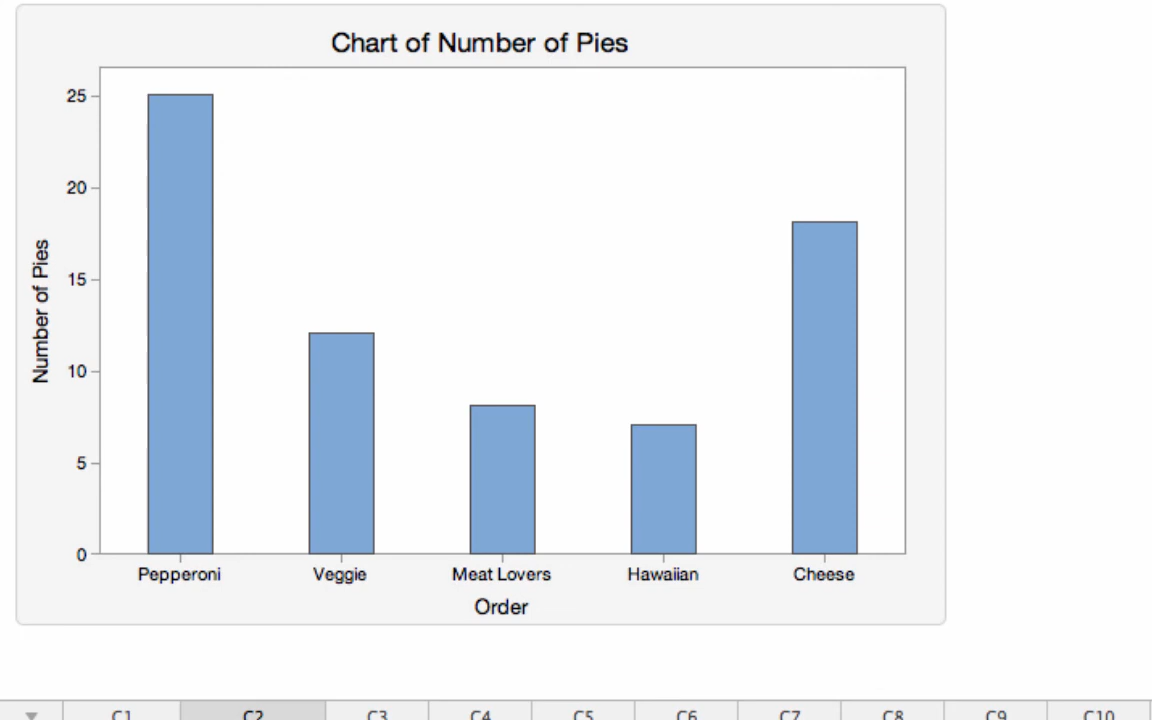 Chart of Number of Pies
Number of Pies
25
20
15
10
5
0
Pepperoni Veggie Meat Lovers Hawaiian Cheese
Order
C1 C2 C3 C4 C5 C6 C7 C8 C9 C10